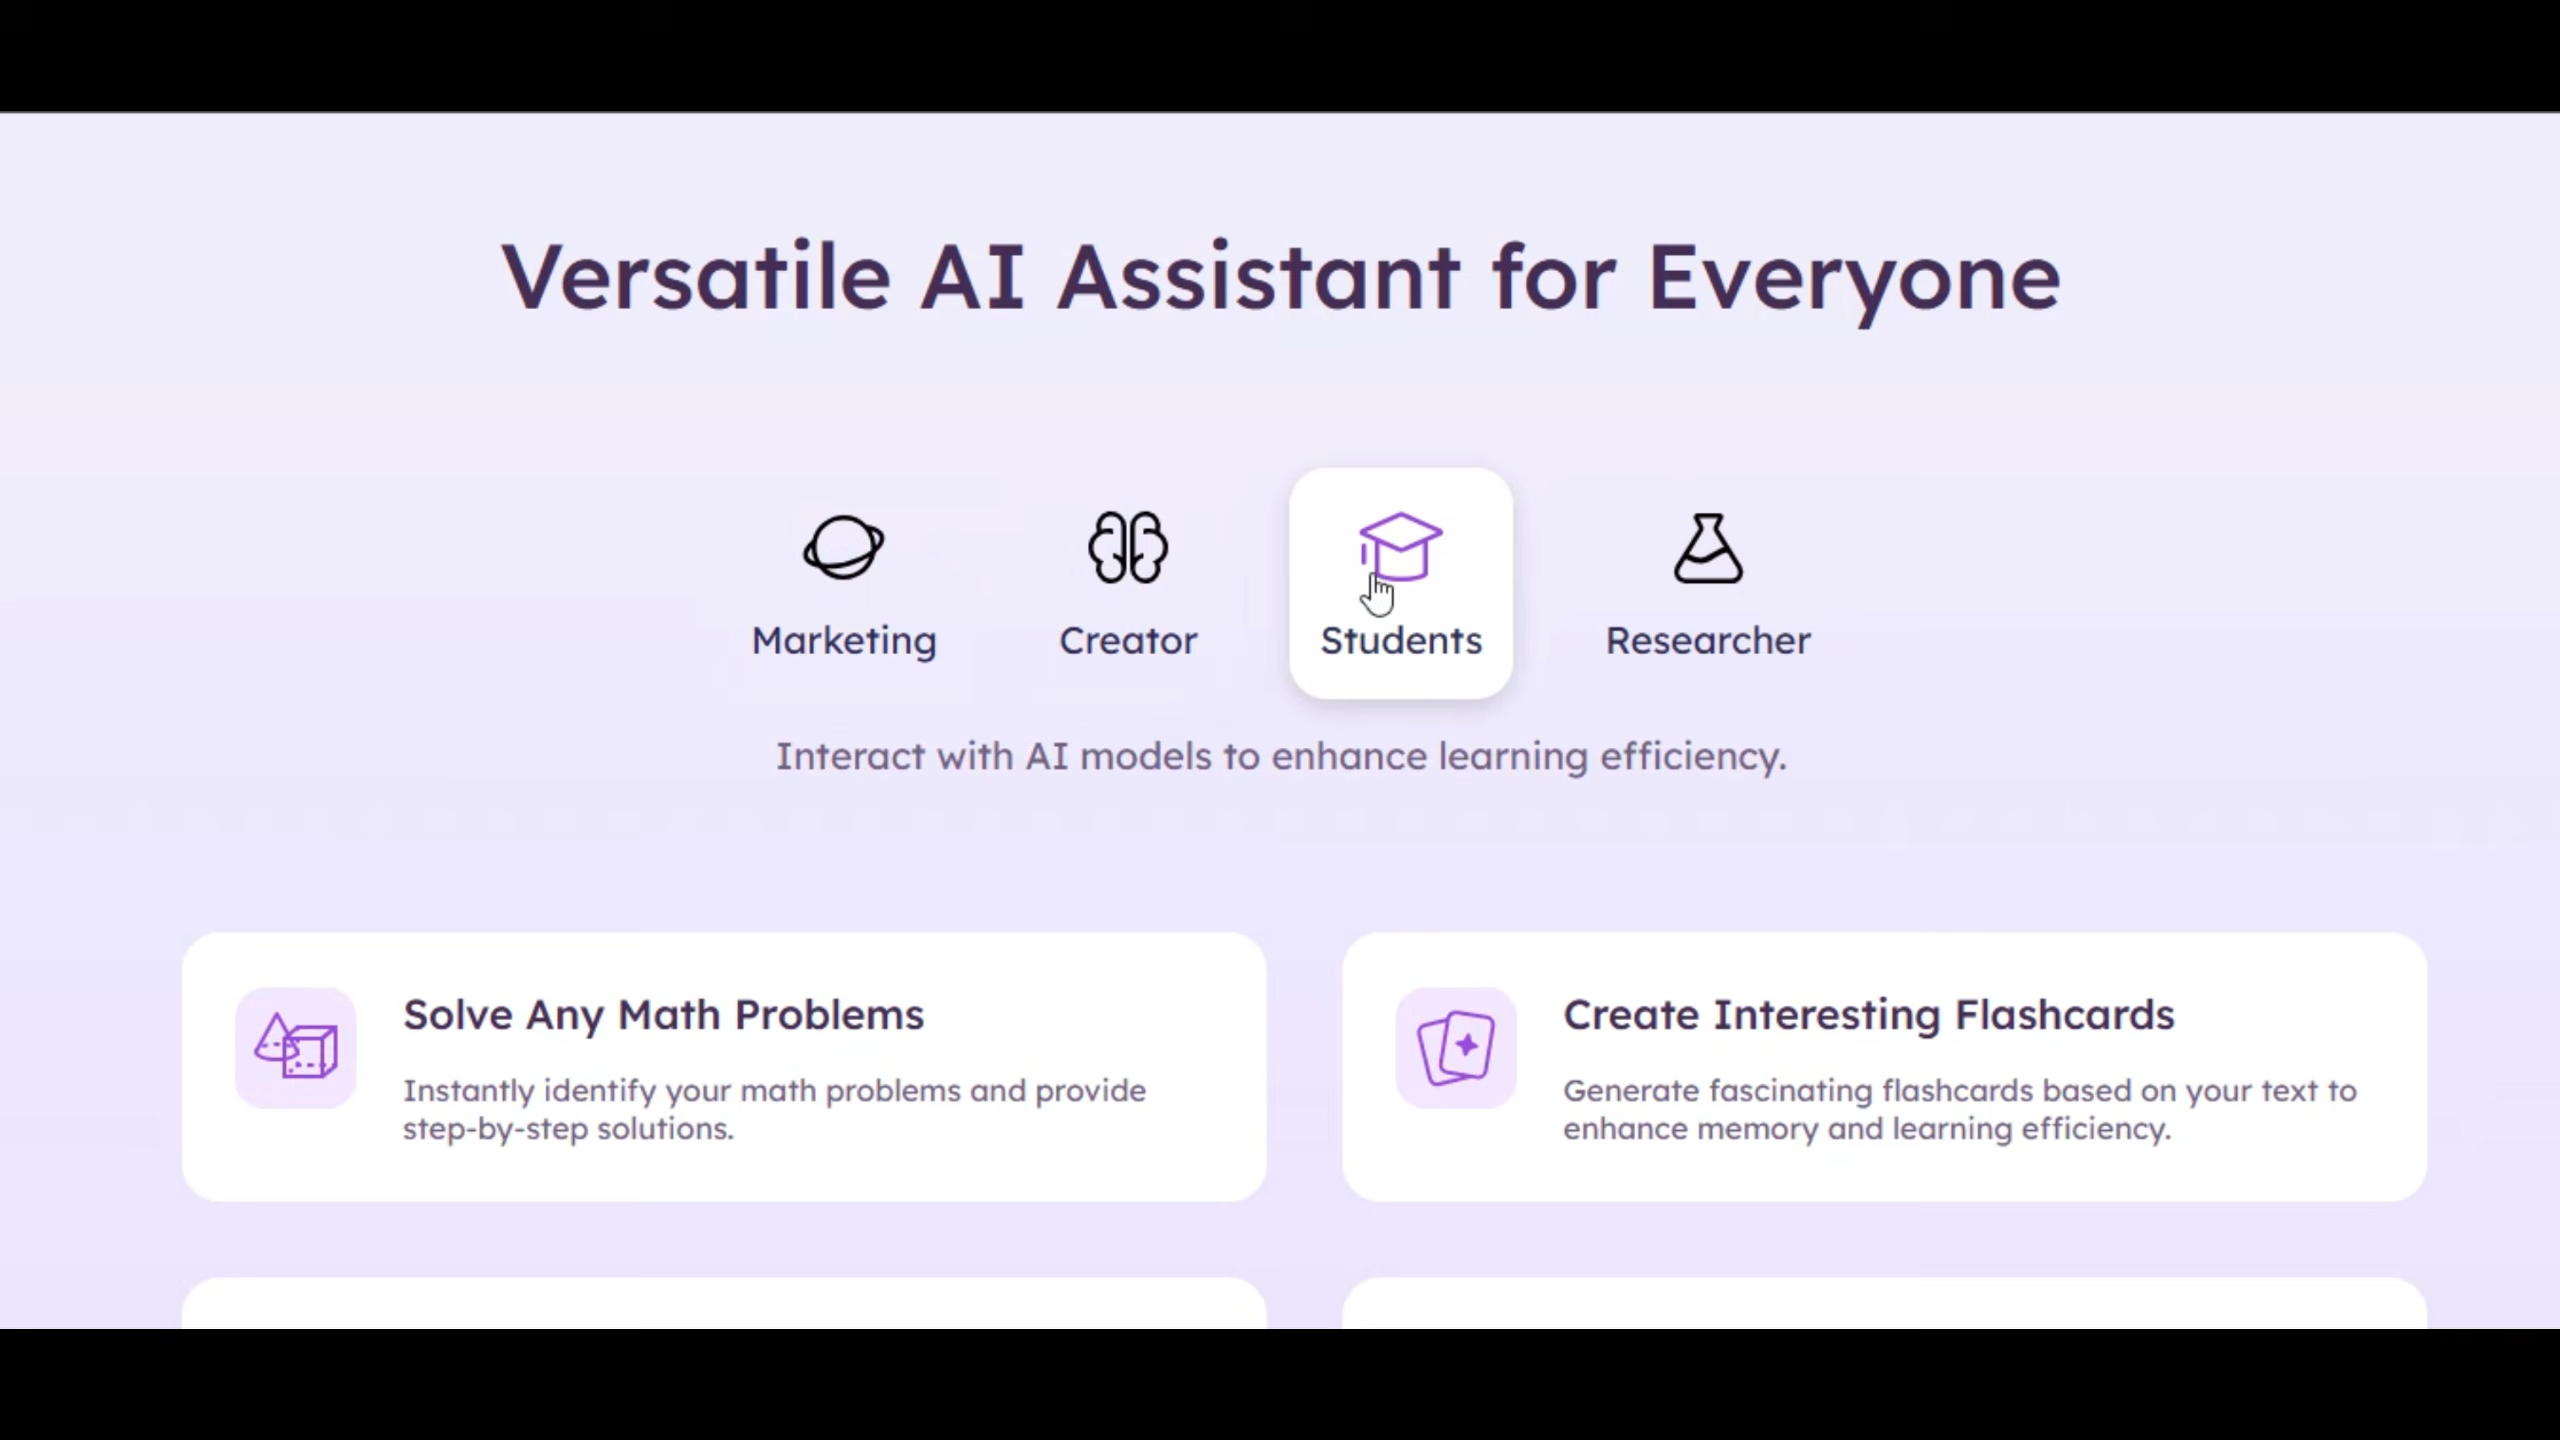 Versatile AI Assistant for Everyone
Marketing
Creator
Students
Researcher
Interact with AI models to enhance learning efficiency.
Solve Any Math Problems
Instantly identify your math problems and provide
step-by-step solutions.
Create Interesting Flashcards
Generate fascinating flashcards based on your text to
enhance memory and learning efficiency.